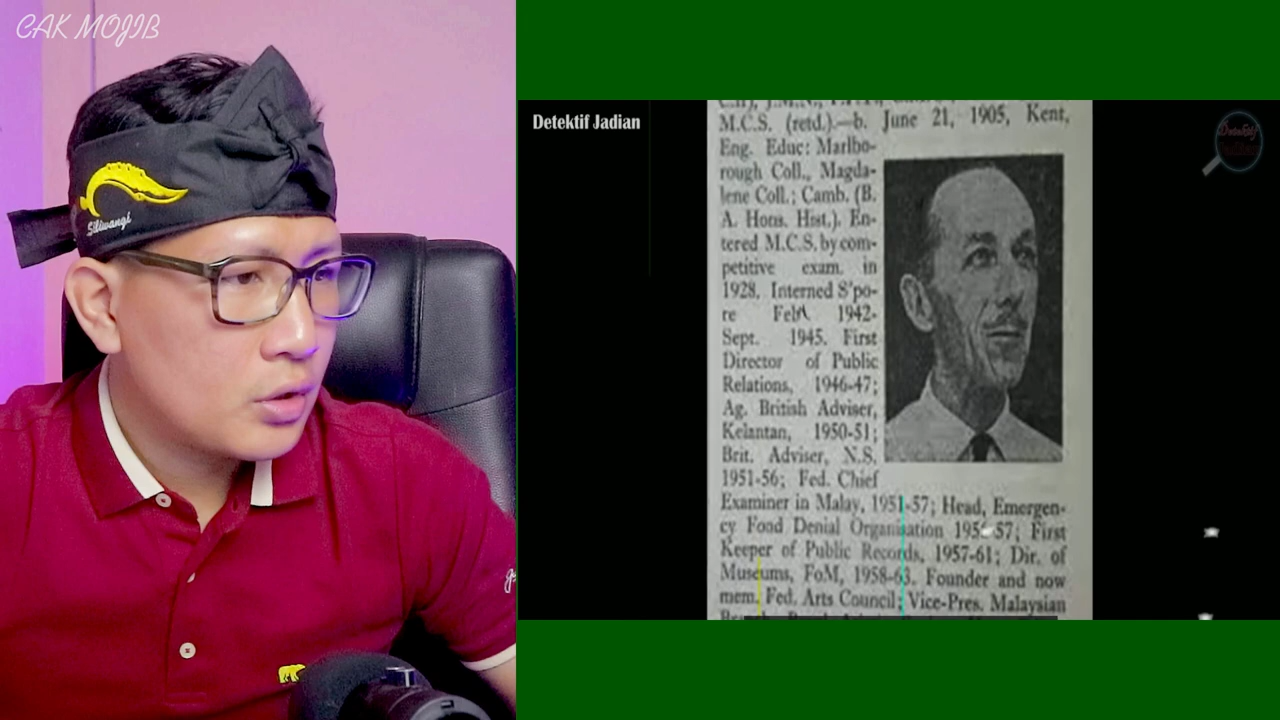 CAK MOJIB
Siliwangi
Detektif Jadian
Detektif
M.C.S. (retd.).—b. June 21, 1905, Kent,
Eng. Educ: Marlbo-
rough Coll., Magda-
lene Coll.; Camb. (B.
A. Hons. Hist.). En-
tered M.C.S. by com-
petitive exam. in
1928. Interned S'po-
re Feb. 1942-
Sept. 1945. First
Director of Public
Relations, 1946-47;
Ag. British Adviser,
Kelantan, 1950-51;
Brit. Adviser, N.S.
1951-56; Fed. Chief
Examiner in Malay, 1951-57; Head, Emergen-
cy Food Denial Organisation 57; First
Keeper of Public Records, 1957-61; Dir. of
Museums, FoM, 1958-63. Founder and now
mem. Fed. Arts Council; Vice-Pres. Malaysian